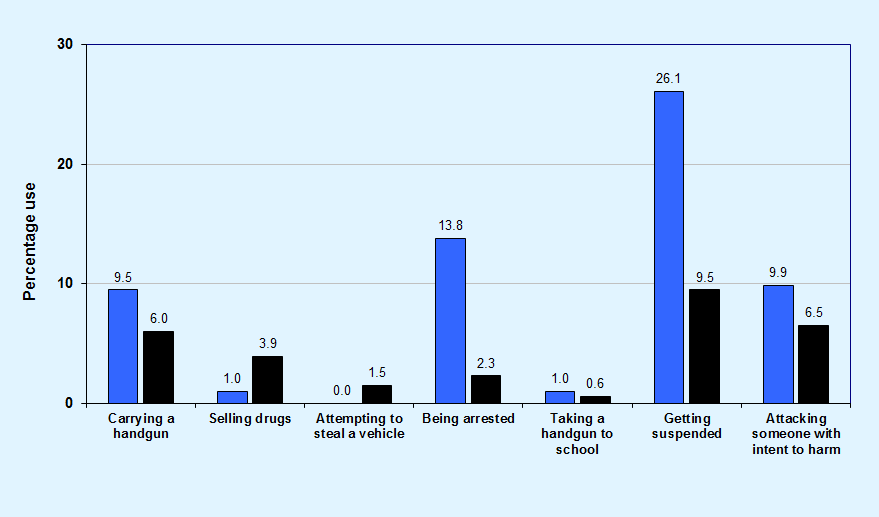 30
26.1
20
13.8
Percentage use
10
9.5
6.0
1.0
3.9
0.0
1.5
2.3
1.0
0.6
9.5
9.9
6.5
0
Carrying a
handgun
Selling drugs
Attempting to
steal a vehicle
Being arrested
Taking a
handgun to
school
Getting
suspended
Attacking
someone with
intent to harm